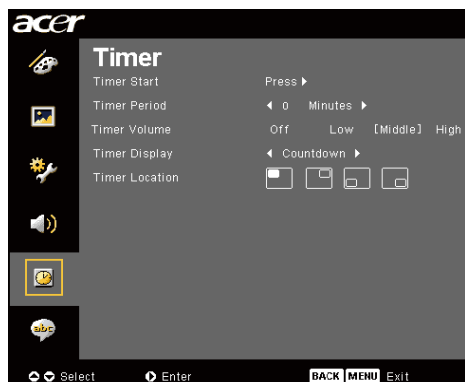 acer
Timer
Timer Start Press
Timer Period 0 Minutes
Timer Volume Off Low [Middle] High
Timer Display Countdown
Timer Location
abc
Select Enter BACK MENU Exit